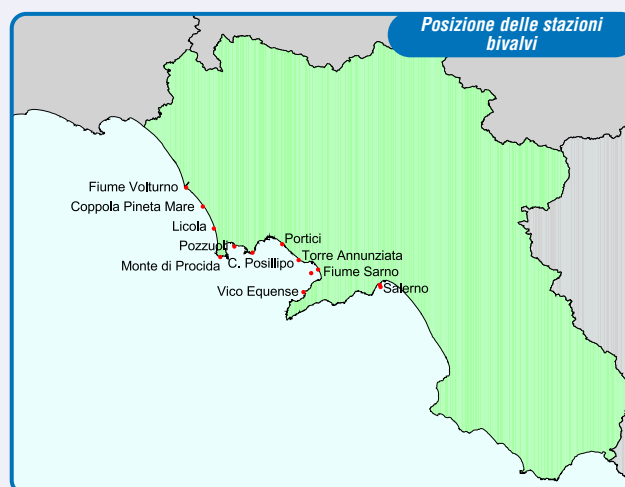 Posizione delle stazioni
bivalvi
Fiume Volturno
Coppola Pineta Mare
Licola
Pozzuoli
Portici
Monte di Procida
C. Posillipo
Torre Annunziata
Fiume Sarno
Vico Equense
Salerno